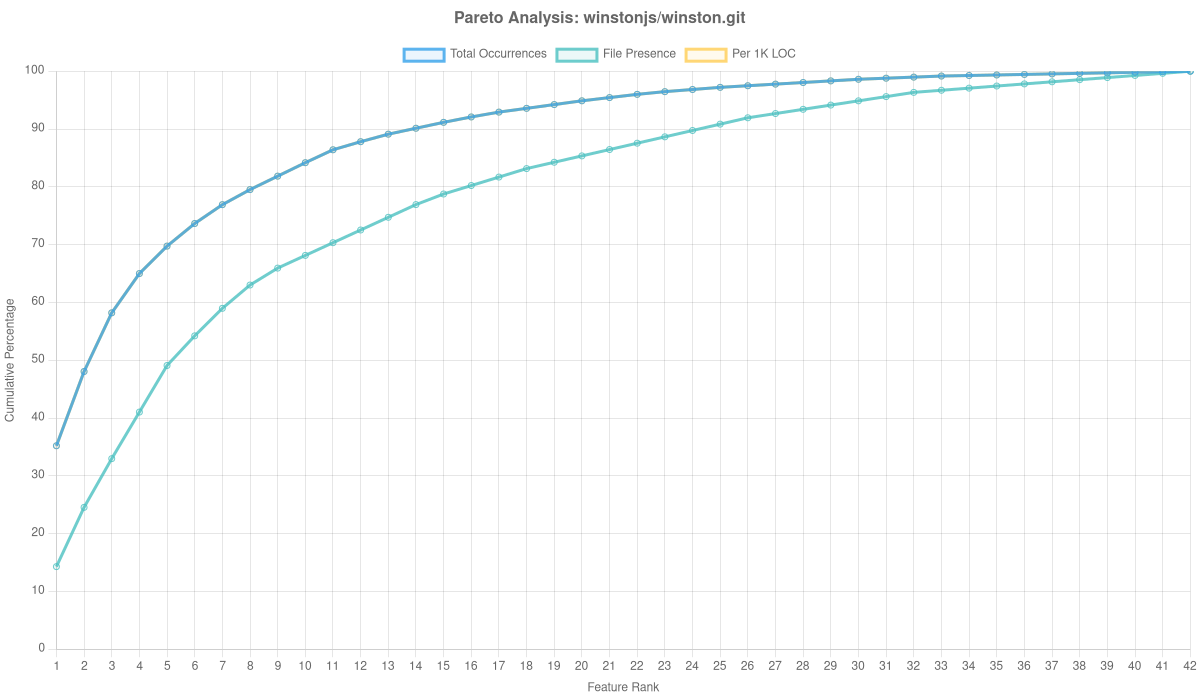 Pareto Analysis: winstonjs/winston.git
Total Occurrences File Presence Per 1K LOC
Cumulative Percentage
100
90
80
70
60
50
40
30
20
10
0
1 2 3 4 5 6 7 8 9 10 11 12 13 14 15 16 17 18 19 20 21 22 23 24 25 26 27 28 29 30 31 32 33 34 35 36 37 38 39 40 41 42
Feature Rank